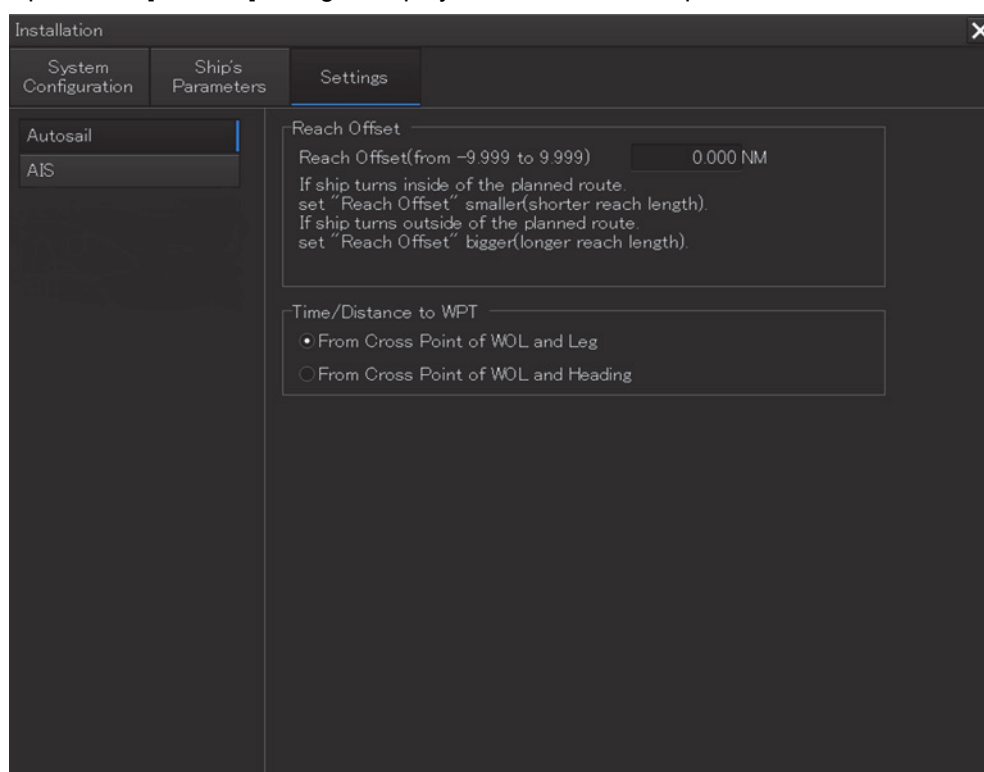 Installation
System Configuration
Ship's Parameters
Settings
Autosail
AIS
Reach Offset
Reach Offset(from -9.999 to 9.999) 0.000 NM
If ship turns inside of the planned route.
set "Reach Offset" smaller(shorter reach length).
If ship turns outside of the planned route.
set "Reach Offset" bigger(longer reach length).
Time/Distance to WPT
From Cross Point of WOL and Leg
From Cross Point of WOL and Heading